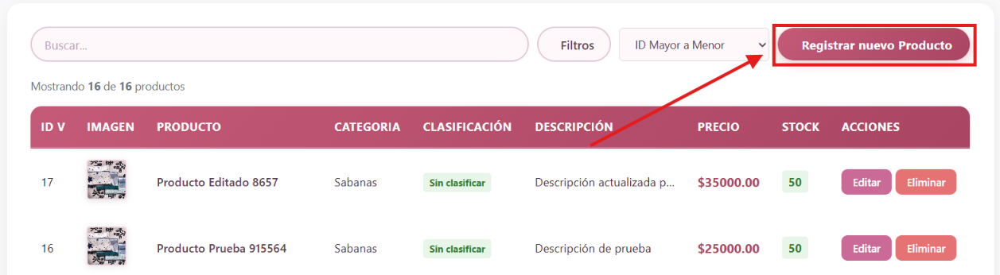 Buscar... Filtros ID Mayor a Menor Registrar nuevo Producto
Mostrando 16 de 16 productos
ID V IMAGEN PRODUCTO CATEGORIA CLASIFICACIÓN DESCRIPCIÓN PRECIO STOCK ACCIONES
17 Producto Editado 8657 Sabanas Sin clasificar Descripción actualizada p... $35000.00 50 Editar Eliminar
16 Producto Prueba 915564 Sabanas Sin clasificar Descripción de prueba $25000.00 50 Editar Eliminar